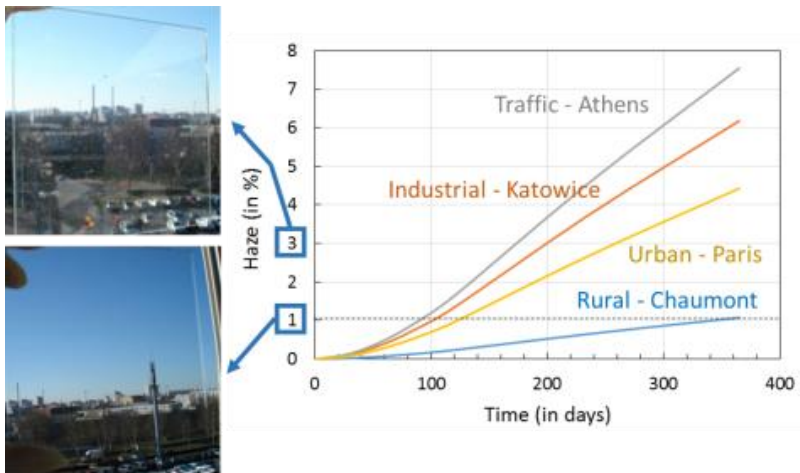 8
7
6
5
4
3
2
1
0
Haze (in %)
Traffic - Athens
Industrial - Katowice
Urban - Paris
Rural - Chaumont
0 100 200 300 400
Time (in days)